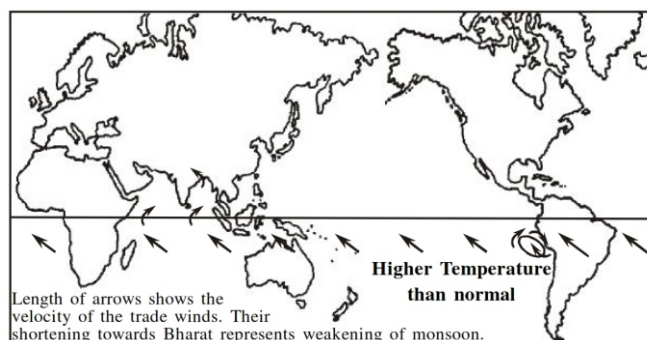 Higher Temperature
than normal
Length of arrows shows the
velocity of the trade winds. Their
shortening towards Bharat represents weakening of monsoon.